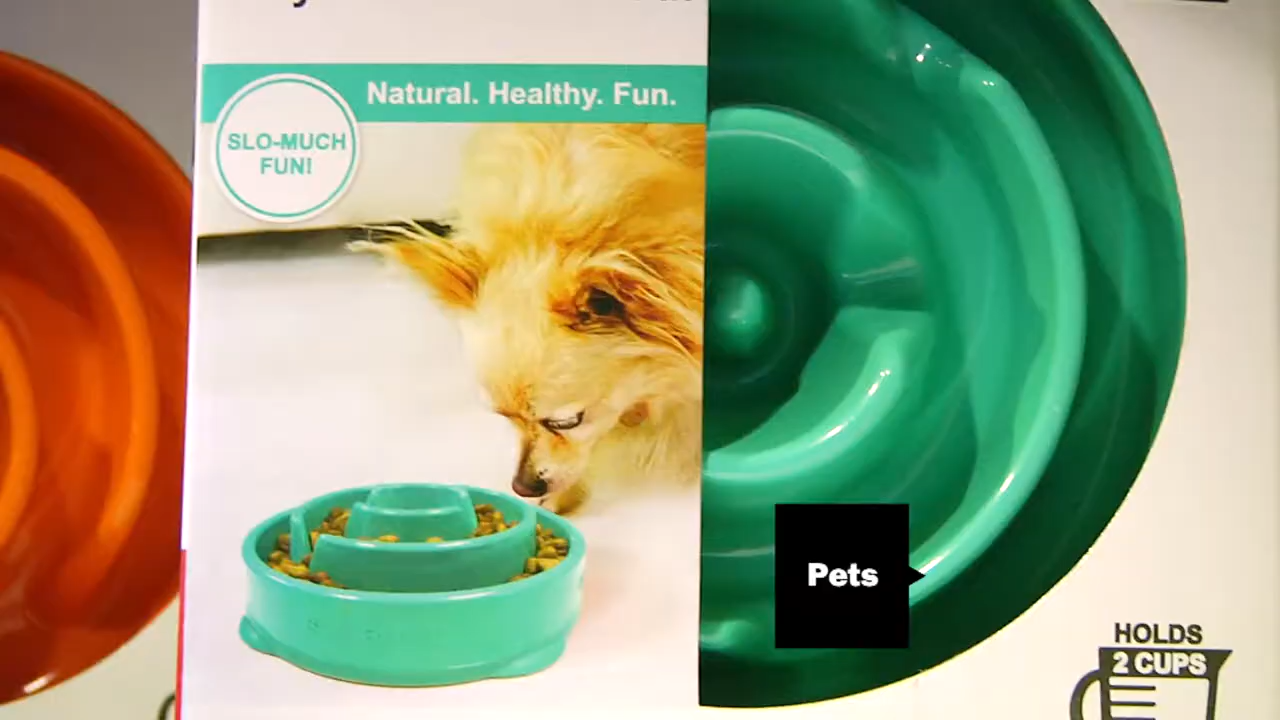 Natural. Healthy. Fun.
SLO-MUCH
FUN!
Pets
HOLDS
2 CUPS